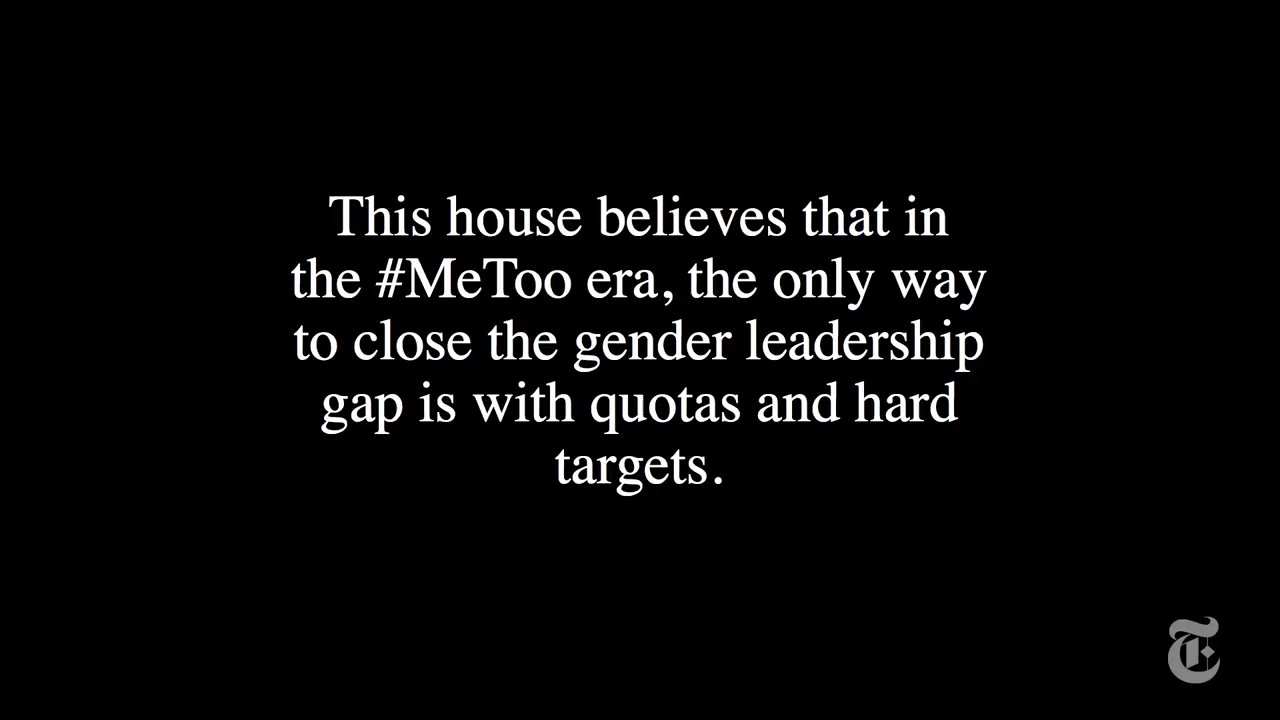 This house believes that in
the #MeToo era, the only way
to close the gender leadership
gap is with quotas and hard
targets.
T